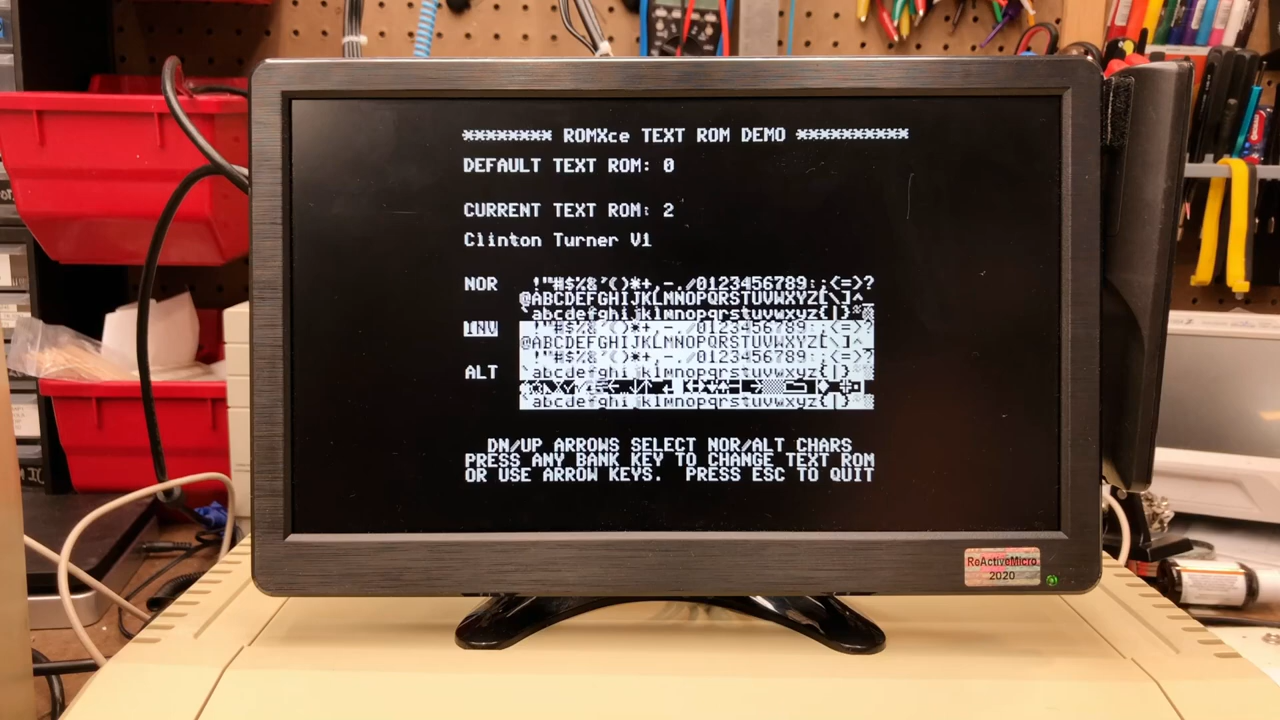 ******** ROMXce TEXT ROM DEMO **********
DEFAULT TEXT ROM: 0
CURRENT TEXT ROM: 2
Clinton Turner V1
NOR !"#$%&'()*+,-./0123456789:;<=>?
@ABCDEFGHIJKLMNOPQRSTUVWXYZ[\]^_
`abcdefghijklmnopqrstuvwxyz{|}~
INV !"#$%&'()*+,-./0123456789:;<=>?
@ABCDEFGHIJKLMNOPQRSTUVWXYZ[\]^_
!"#$%&'()*+,-./0123456789:;<=>?
ALT `abcdefghijklmnopqrstuvwxyz{|}~
`abcdefghijklmnopqrstuvwxyz{|}~
DN/UP ARROWS SELECT NOR/ALT CHARS
PRESS ANY BANK KEY TO CHANGE TEXT ROM
OR USE ARROW KEYS. PRESS ESC TO QUIT
ReActiveMicro
2020